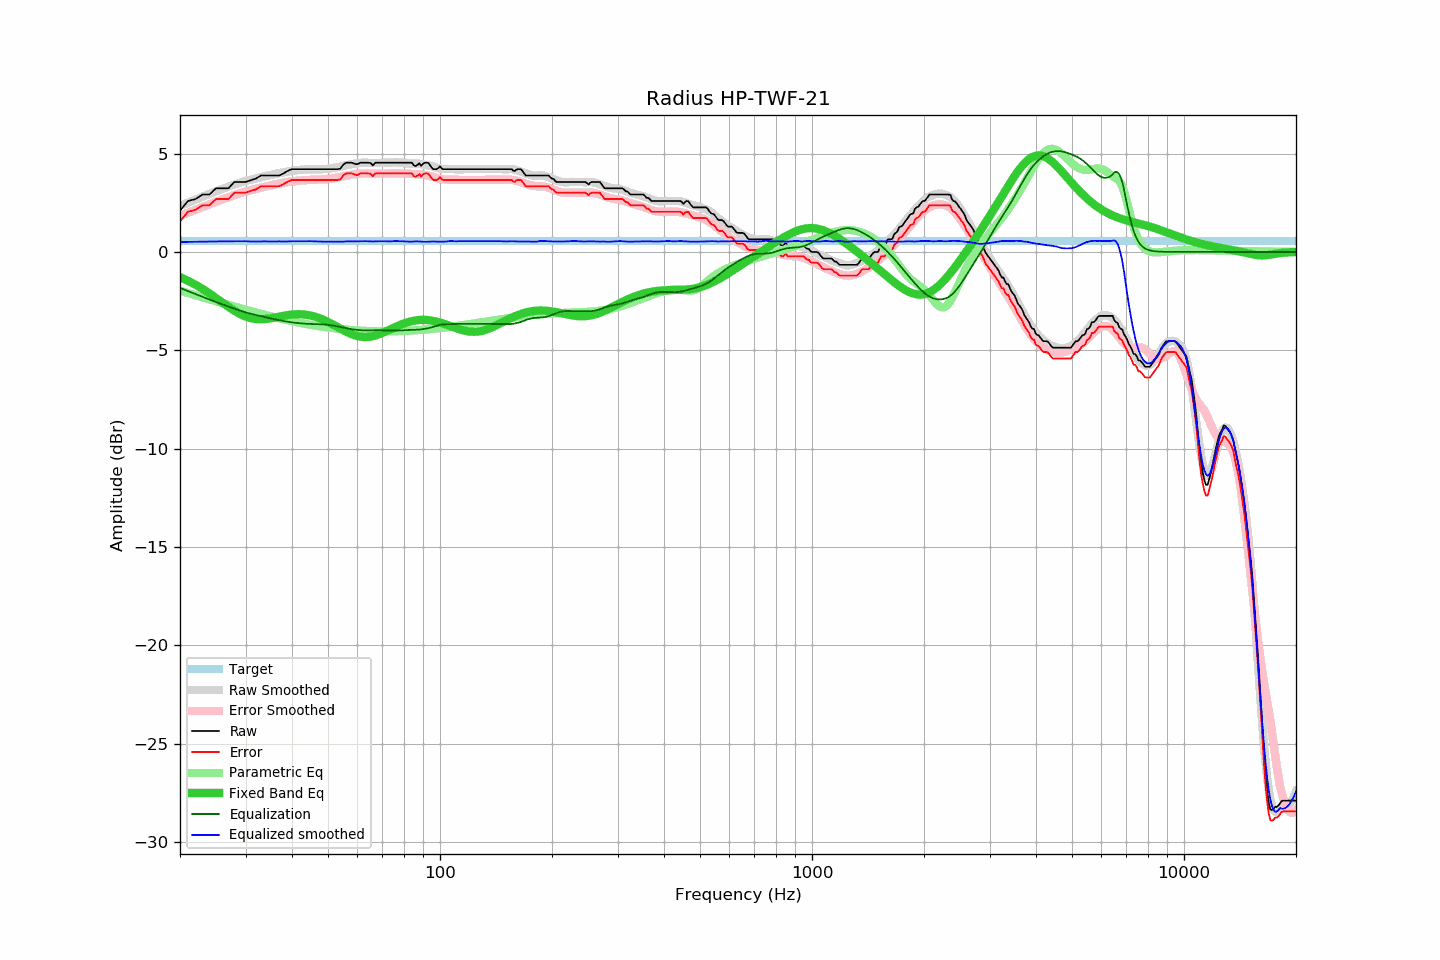 Radius HP-TWF-21
Amplitude (dBr)
5
0
−5
−10
−15
−20
−25
−30
Target
Raw Smoothed
Error Smoothed
Raw
Error
Parametric Eq
Fixed Band Eq
Equalization
Equalized smoothed
100
1000
10000
Frequency (Hz)